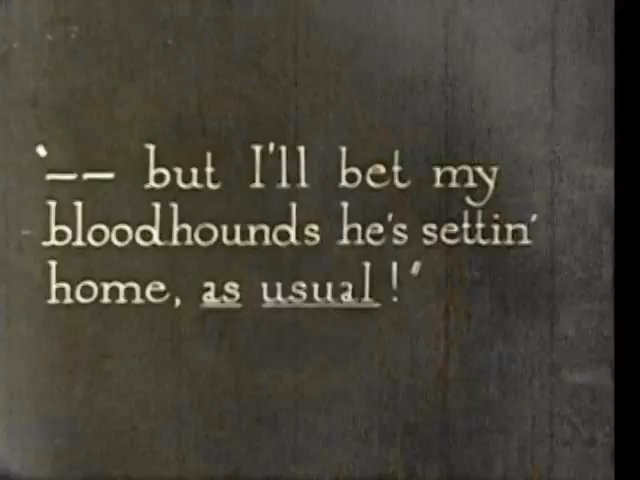 "—— but I'll bet my
bloodhounds he's settin'
home, as usual!"